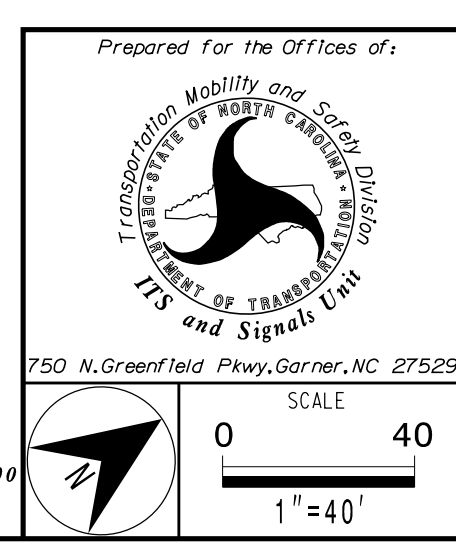 Prepared for the Offices of:
Transportation Mobility and Safety Division
STATE OF NORTH CAROLINA
DEPARTMENT OF TRANSPORTATION
ITS and Signals Unit
750 N.Greenfield Pkwy,Garner,NC 27529
N
SCALE
0 40
1"=40'